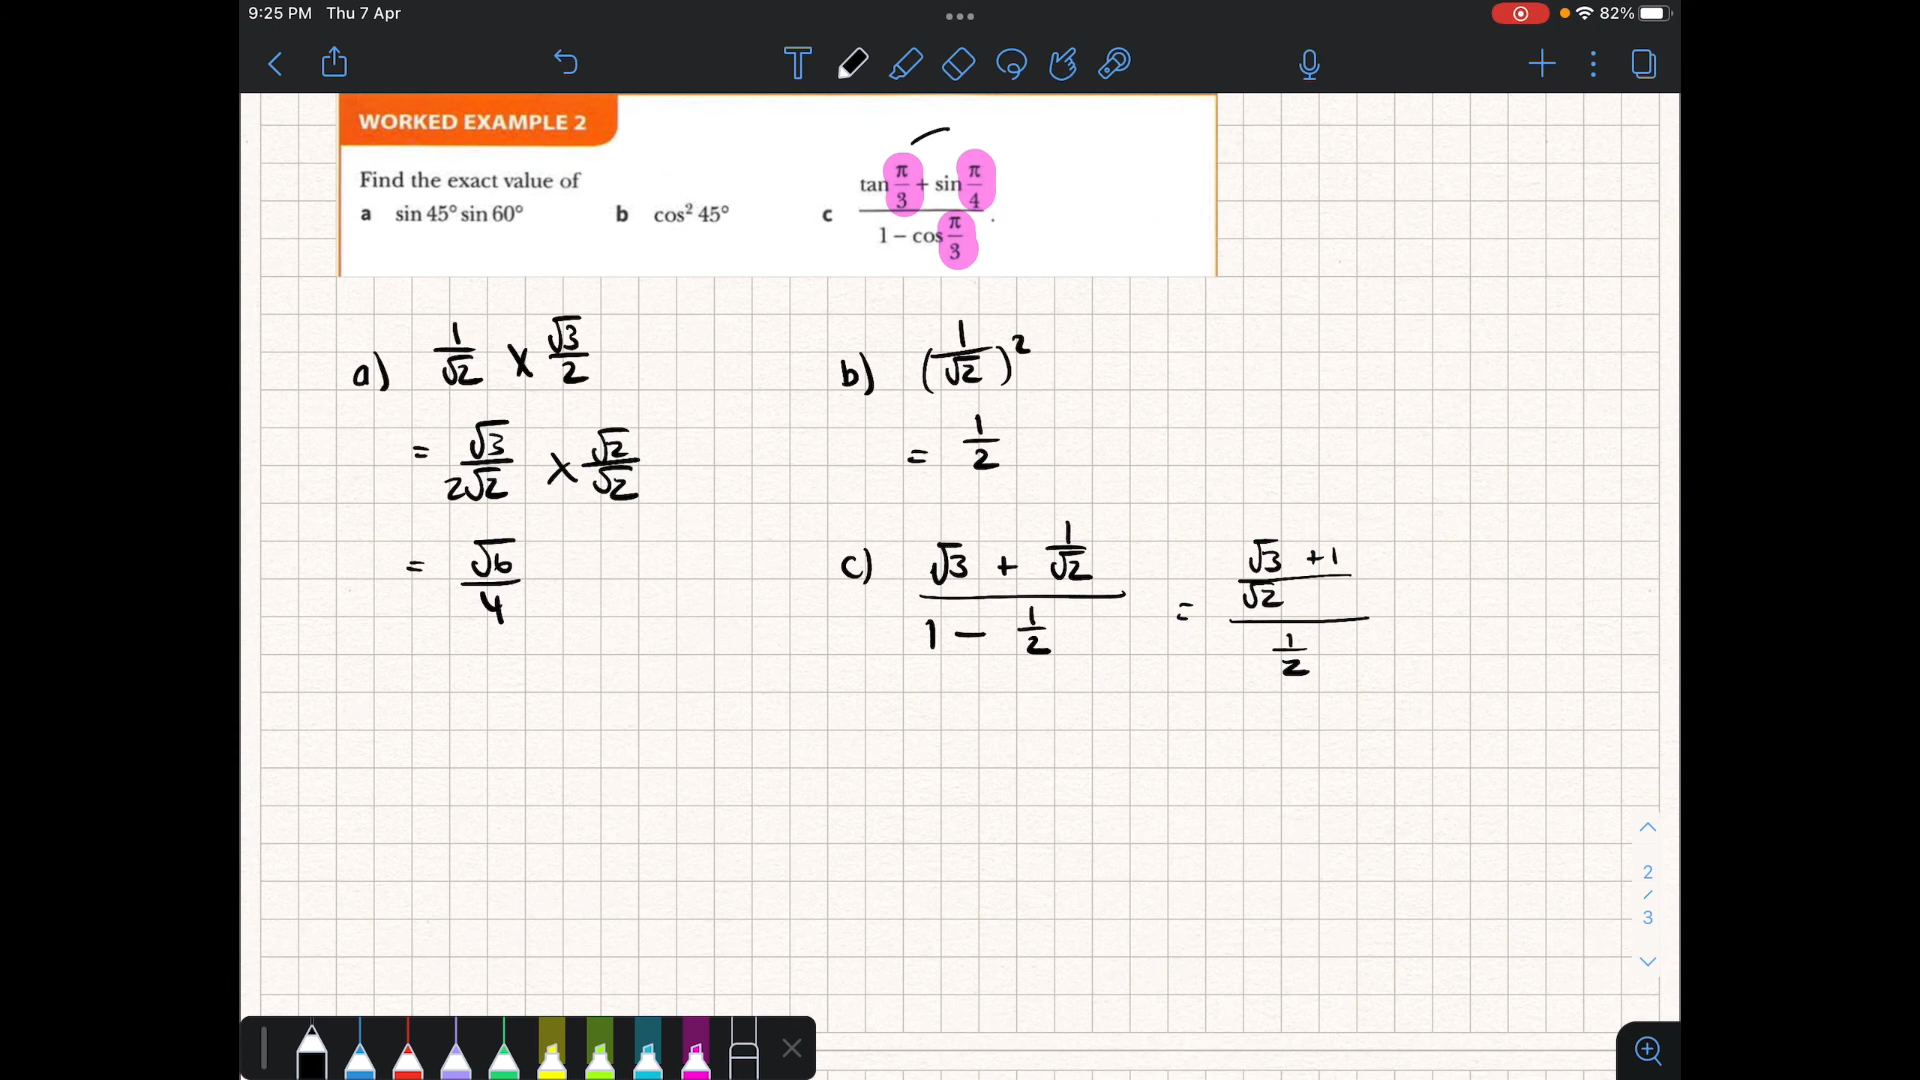 9:25 PM Thu 7 Apr
82%
WORKED EXAMPLE 2
Find the exact value of
a sin 45° sin 60° b cos² 45° c (tan π/3 + sin π/4)/(1 − cos π/3).
a) 1/√2 × √3/2
= √3/2√2 × √2/√2
= √6/4
b) (1/√2)²
= 1/2
c) (√3 + 1/√2)/(1 − 1/2) = ((√3 + 1)/√2)/(1/2)
2
/
3